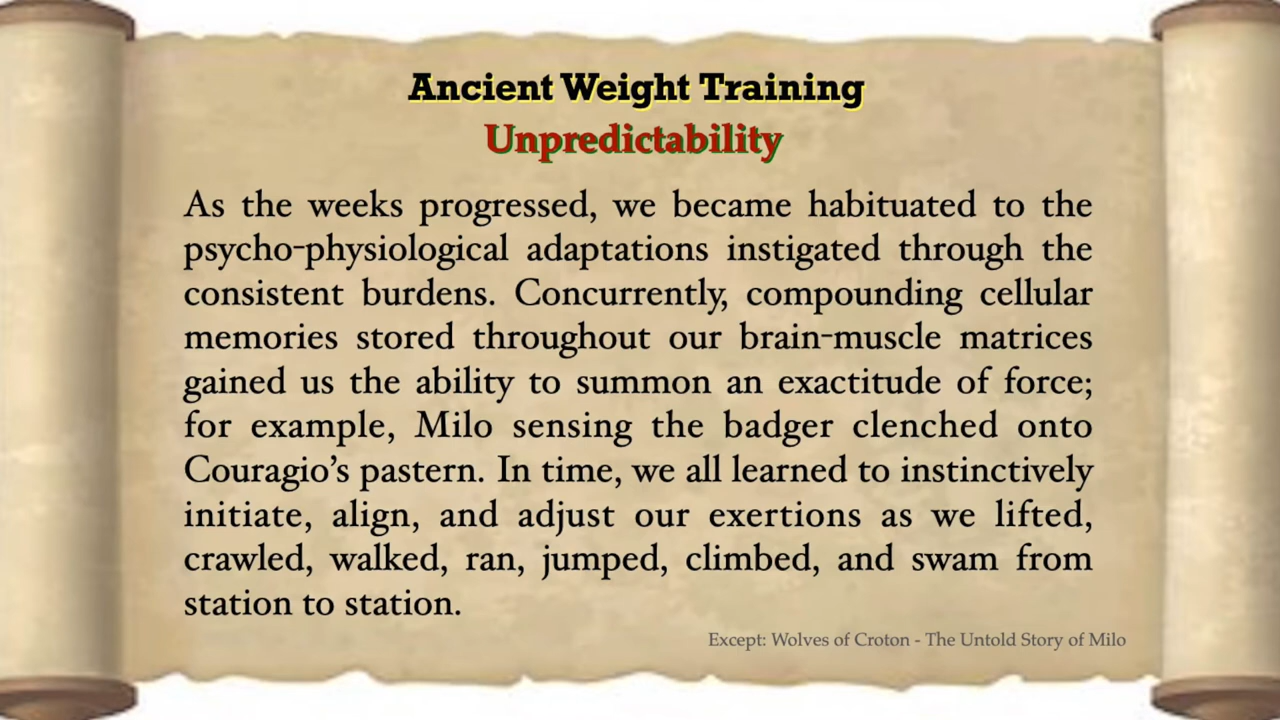 Ancient Weight Training
Unpredictability
As the weeks progressed, we became habituated to the
psycho-physiological adaptations instigated through the
consistent burdens. Concurrently, compounding cellular
memories stored throughout our brain-muscle matrices
gained us the ability to summon an exactitude of force;
for example, Milo sensing the badger clenched onto
Couragio’s pastern. In time, we all learned to instinctively
initiate, align, and adjust our exertions as we lifted,
crawled, walked, ran, jumped, climbed, and swam from
station to station.
Except: Wolves of Croton - The Untold Story of Milo